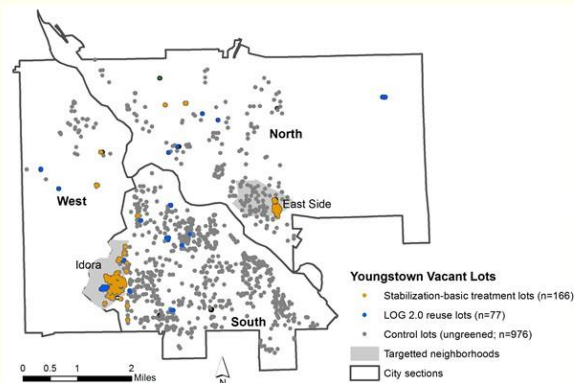 North
East Side
West
Idora
South
Youngstown Vacant Lots
Stabilization-basic treatment lots (n=166)
LOG 2.0 reuse lots (n=77)
Control lots (ungreened; n=976)
Targetted neighborhoods
City sections
0 0.5 1 2
Miles
N